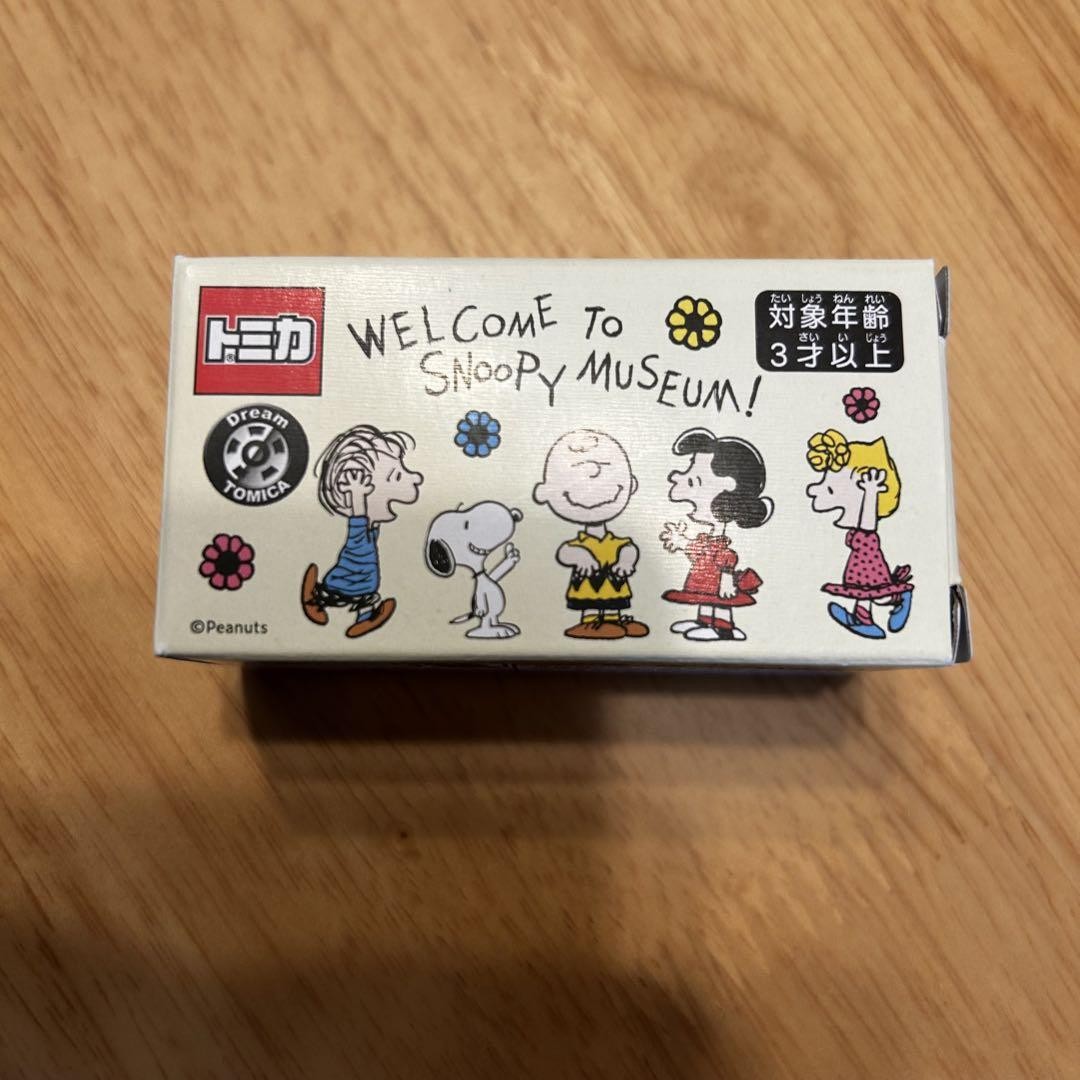 トミカ®
WELCOME TO
SNOOPY MUSEUM!
たいしょうねんれい
対象年齢
さいいじょう
3才以上
Dream
TOMICA
©Peanuts